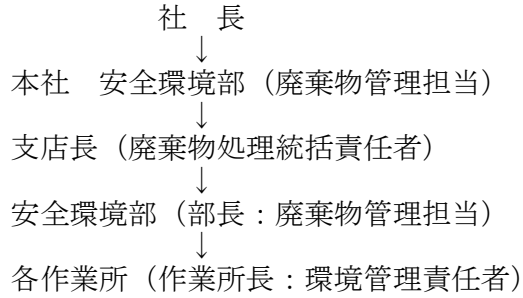 社　長
↓
本社　安全環境部（廃棄物管理担当）
↓
支店長（廃棄物処理統括責任者）
↓
安全環境部（部長：廃棄物管理担当）
↓
各作業所（作業所長：環境管理責任者）